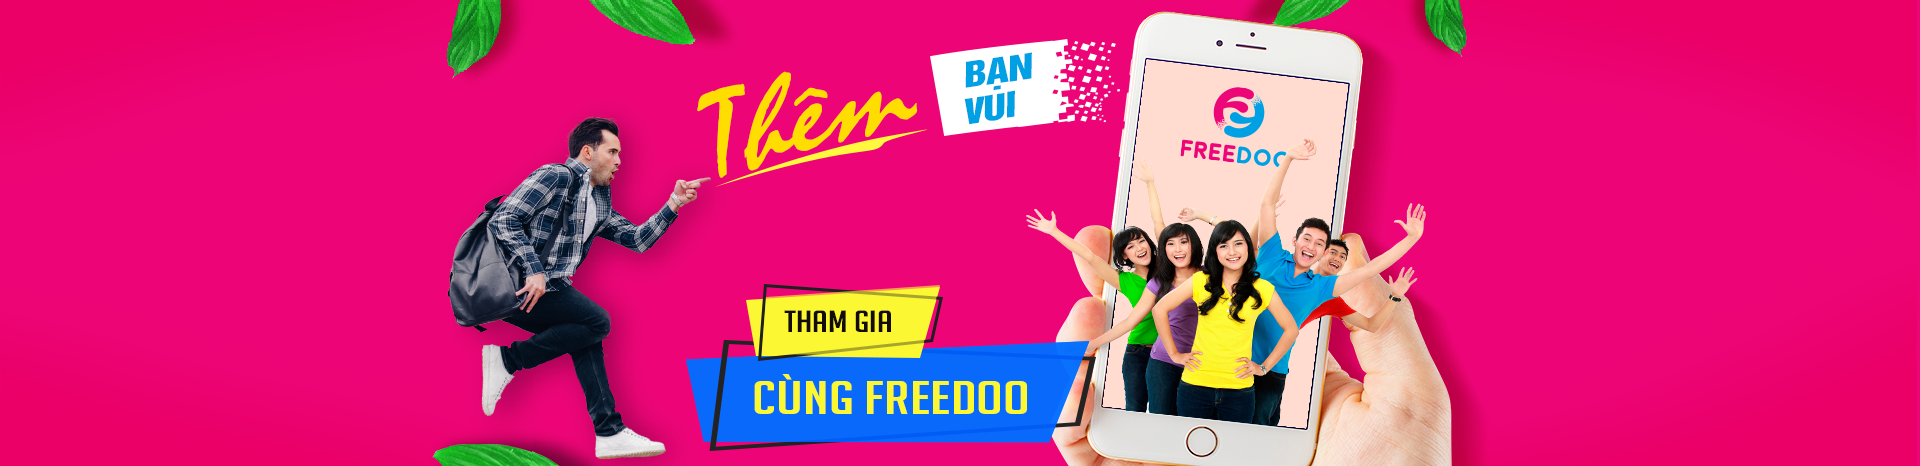 Thêm
BẠN
VUI
FREEDOO
THAM GIA
CÙNG FREEDOO